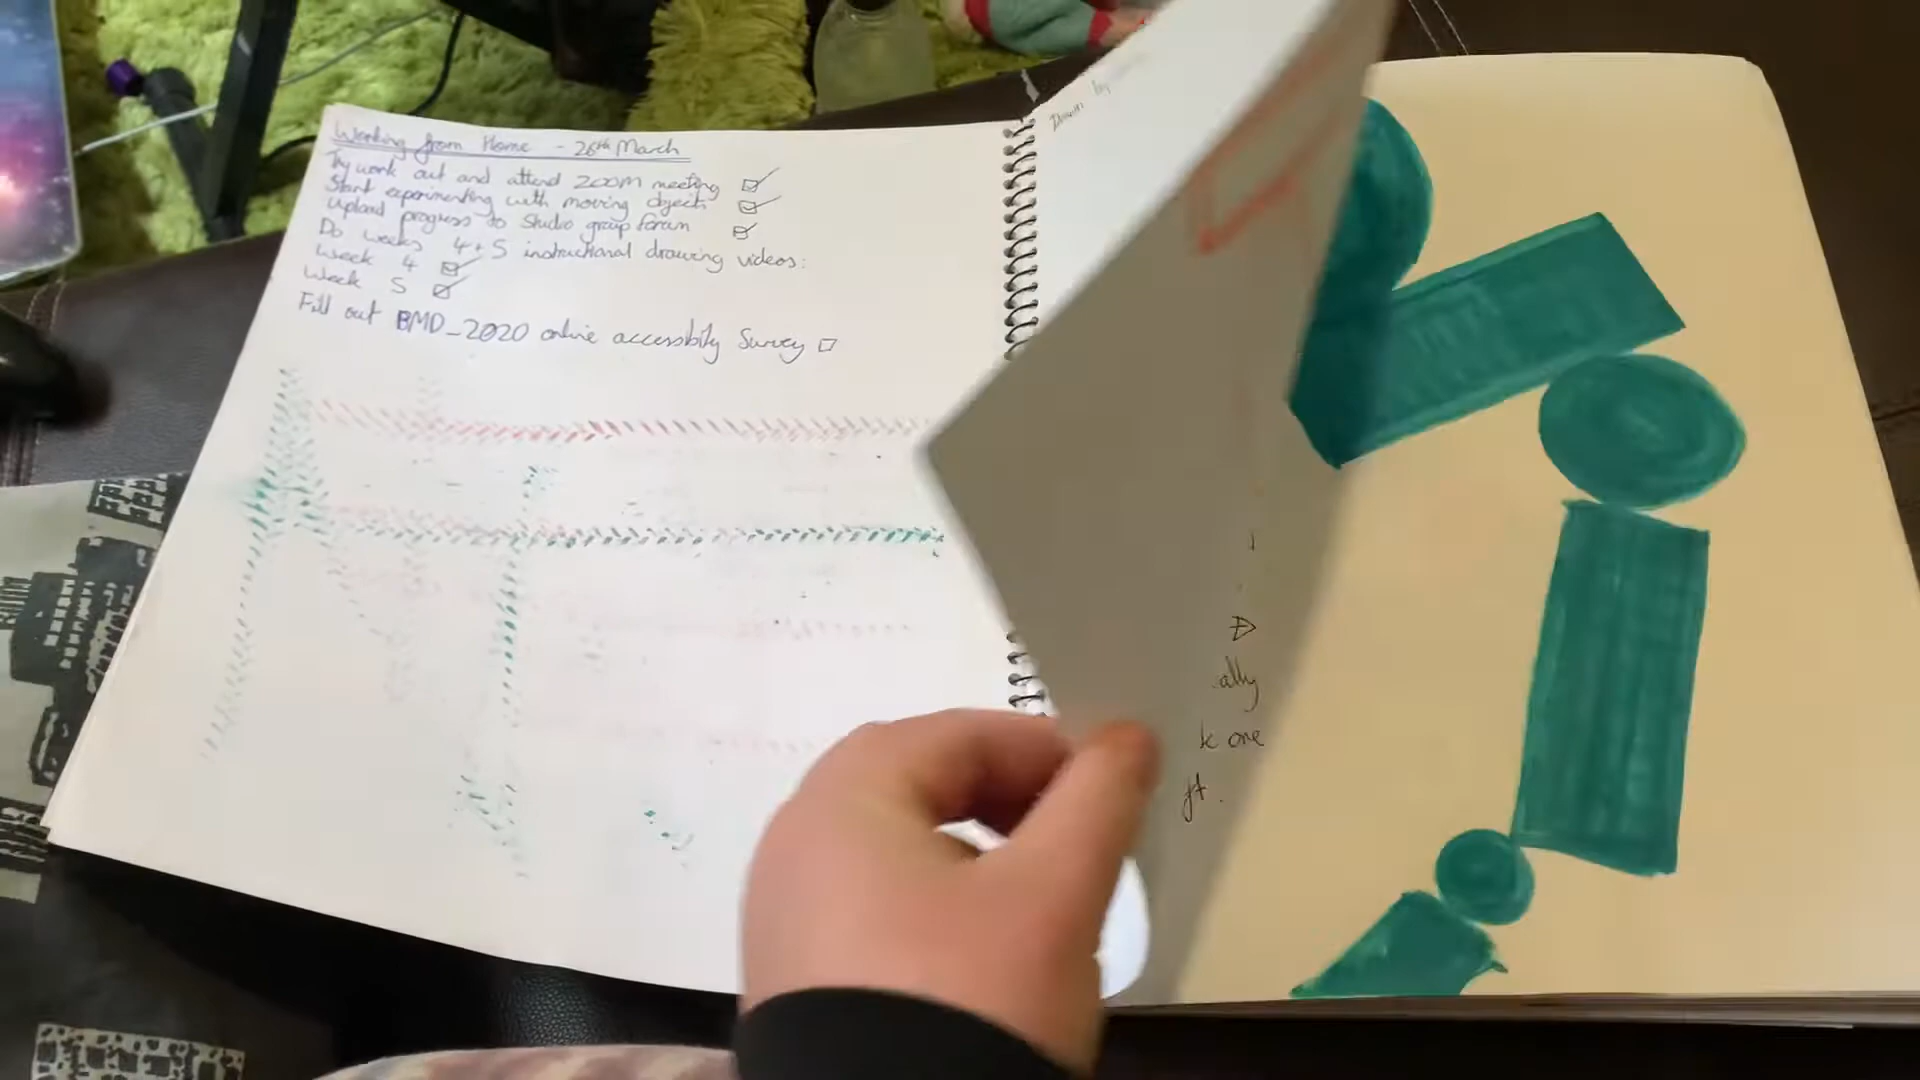 Working from Home - 26th March
Try work out and attend ZOOM meeting
Start experimenting with moving objects
Upload progress to Studio group forum
Do weeks 4+5 instructional drawing videos:
Week 4
Week 5
Fill out BMD_2020 online accessibility Survey
Drawn by
ally
k one